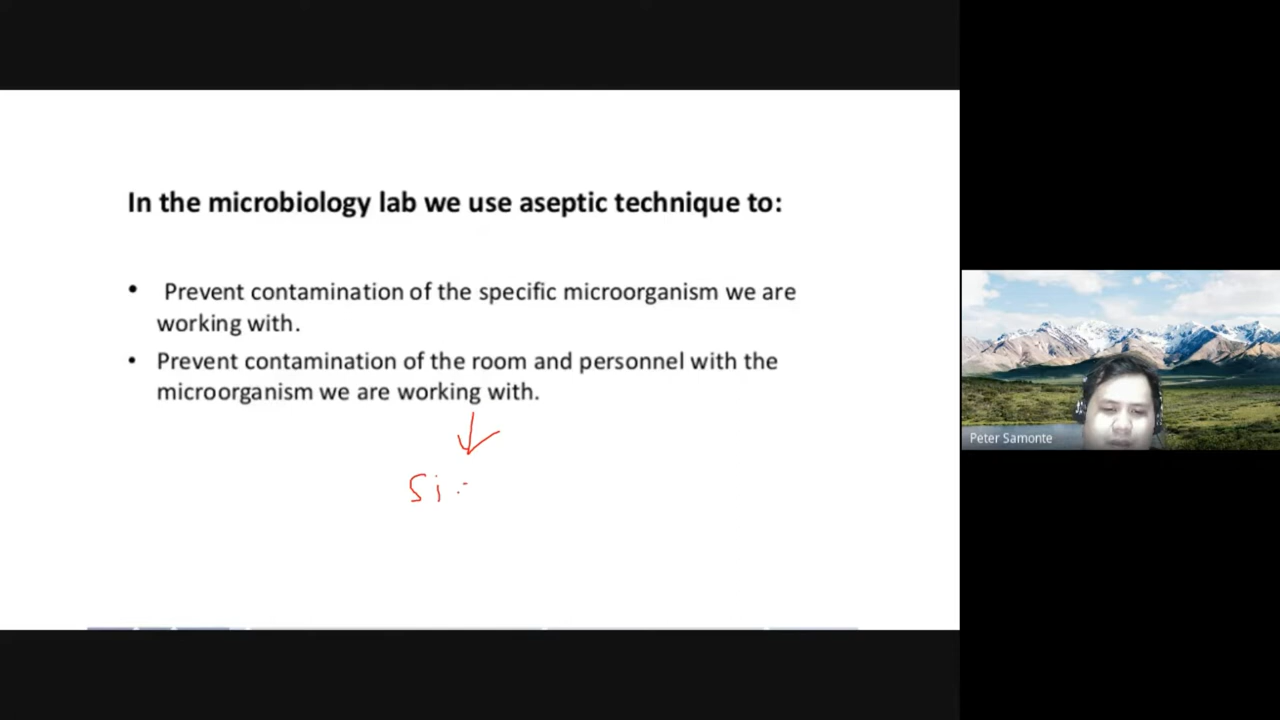 In the microbiology lab we use aseptic technique to:
• Prevent contamination of the specific microorganism we are
working with.
• Prevent contamination of the room and personnel with the
microorganism we are working with.
Si
Peter Samonte